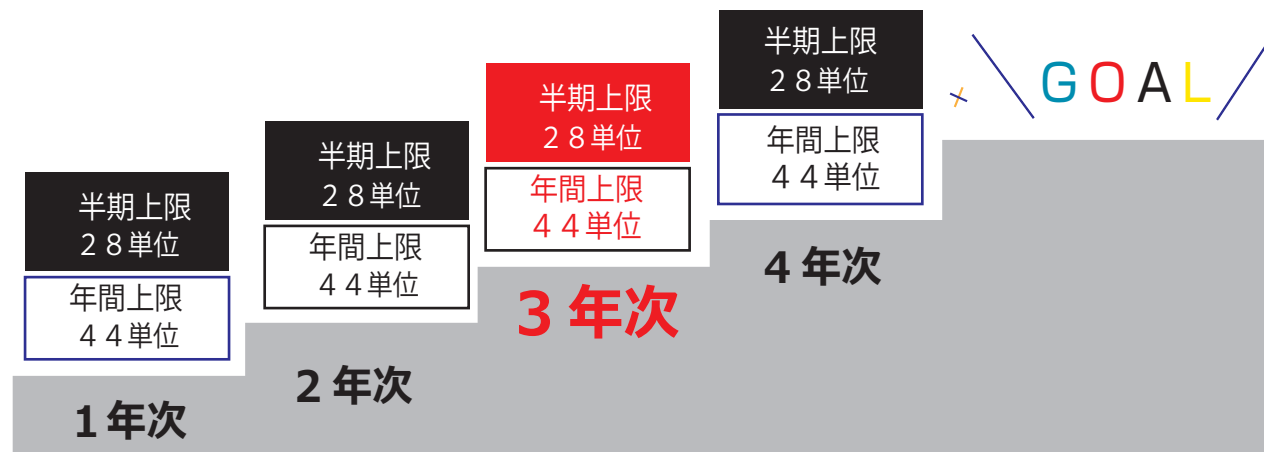 半期上限
２８単位
年間上限
４４単位
1年次
半期上限
２８単位
年間上限
４４単位
2年次
半期上限
２８単位
年間上限
４４単位
3年次
半期上限
２８単位
年間上限
４４単位
4年次
GOAL